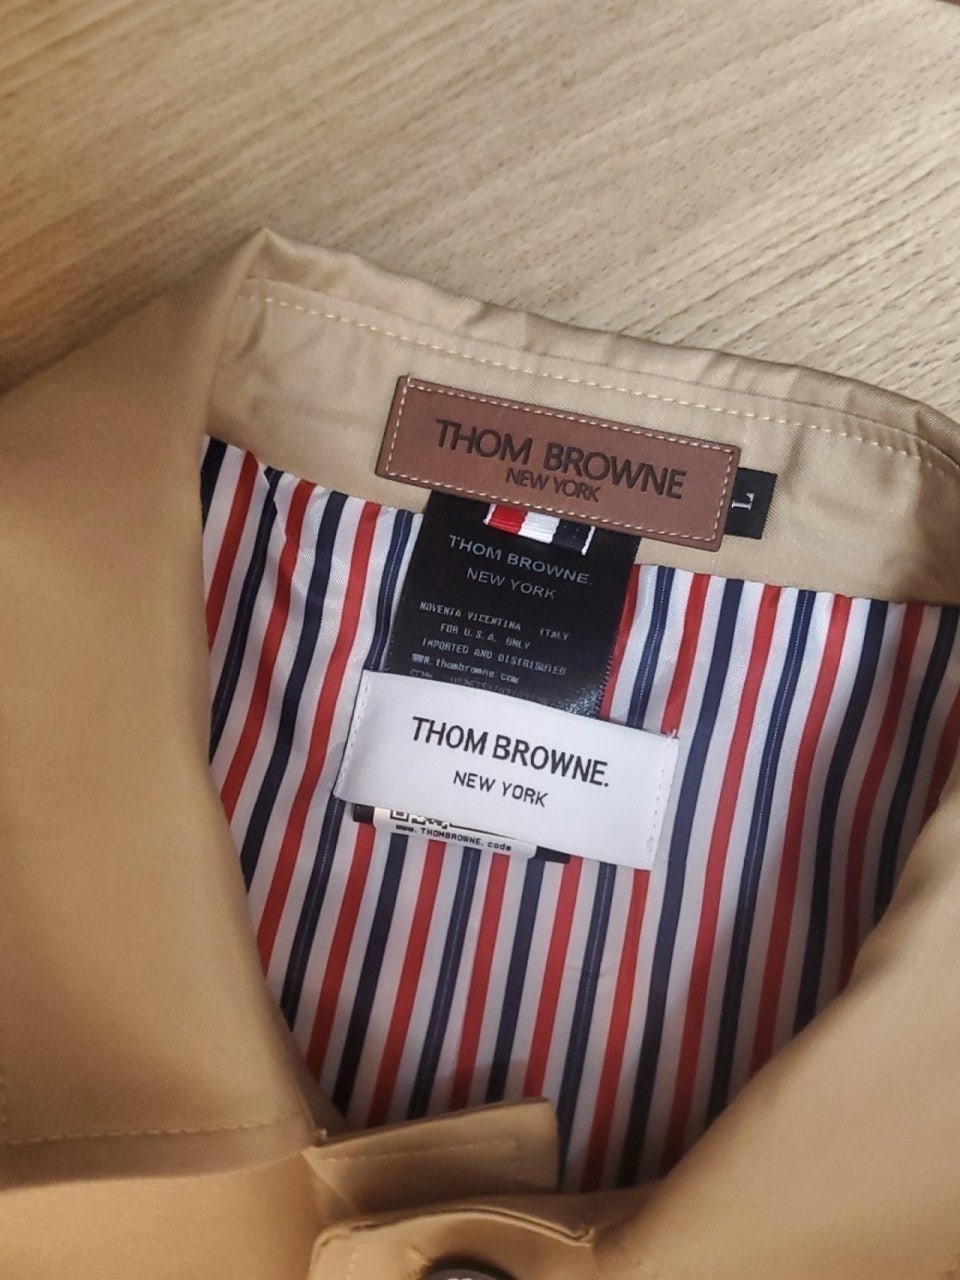 THOM BROWNE
NEW YORK
L
THOM BROWNE.
NEW YORK
NOVENTA VICENTINA ITALY
FOR U.S.A. ONLY
IMPORTED AND DISTRIBUTED
WWW.thombrowne com
THOM BROWNE.
NEW YORK
www.THOMBROWNE.code